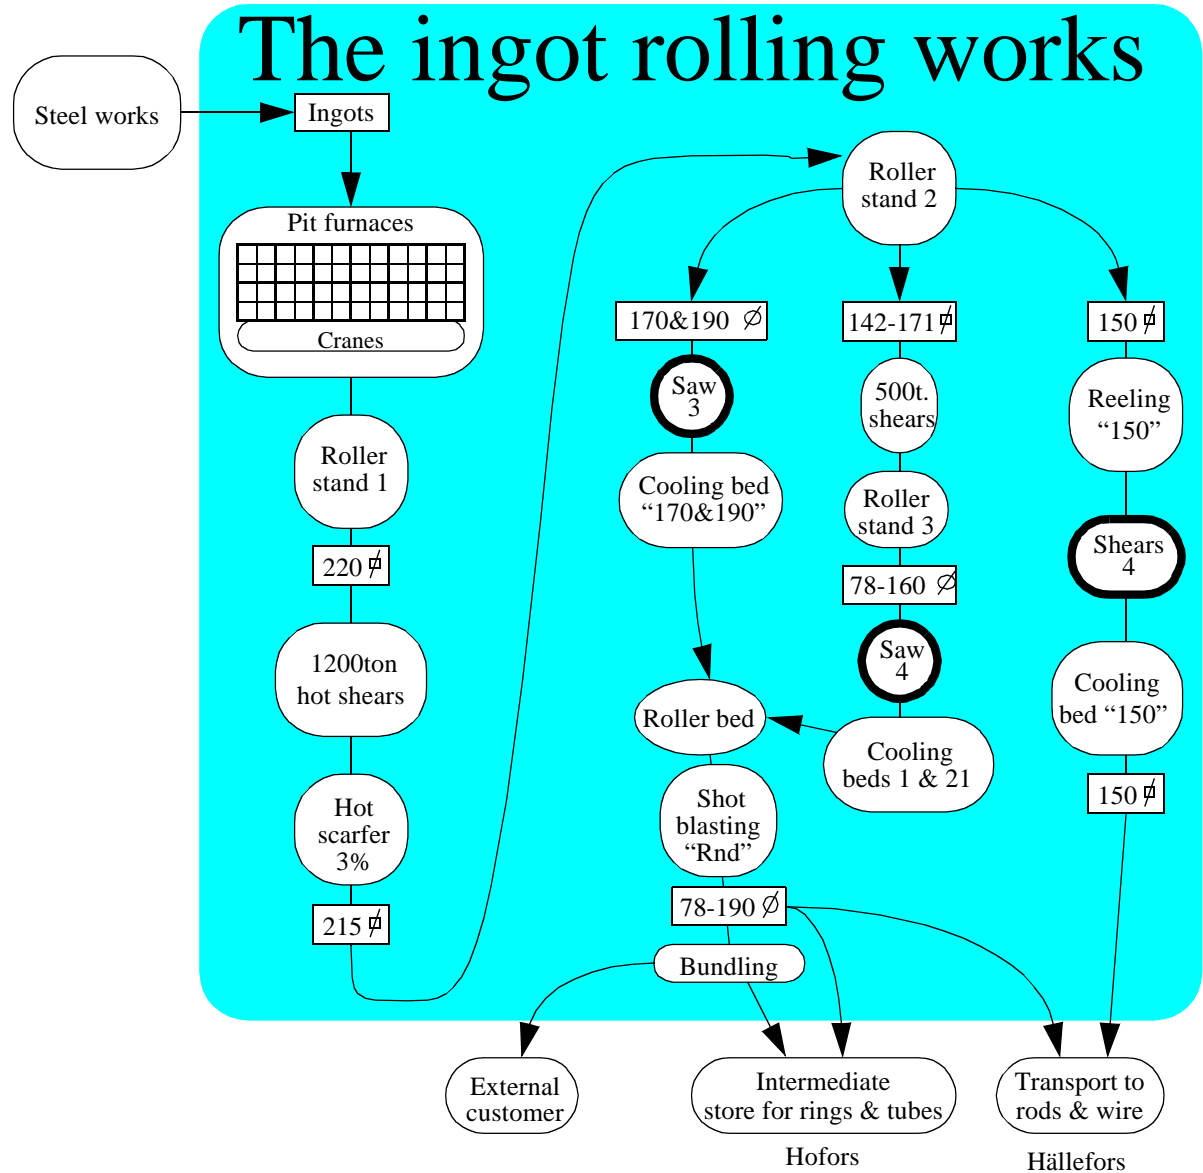 The ingot rolling works
Steel works
Ingots
Pit furnaces
Cranes
Roller
stand 1
220
1200ton
hot shears
Hot
scarfer
3%
215
Roller
stand 2
170&190 ∅
Saw
3
Cooling bed
“170&190”
142-171
500t.
shears
Roller
stand 3
78-160 ∅
Saw
4
Cooling
beds 1 & 21
150
Reeling
“150”
Shears
4
Cooling
bed “150”
150
Roller bed
Shot
blasting
“Rnd”
78-190 ∅
Bundling
External
customer
Intermediate
store for rings & tubes
Hofors
Transport to
rods & wire
Hällefors